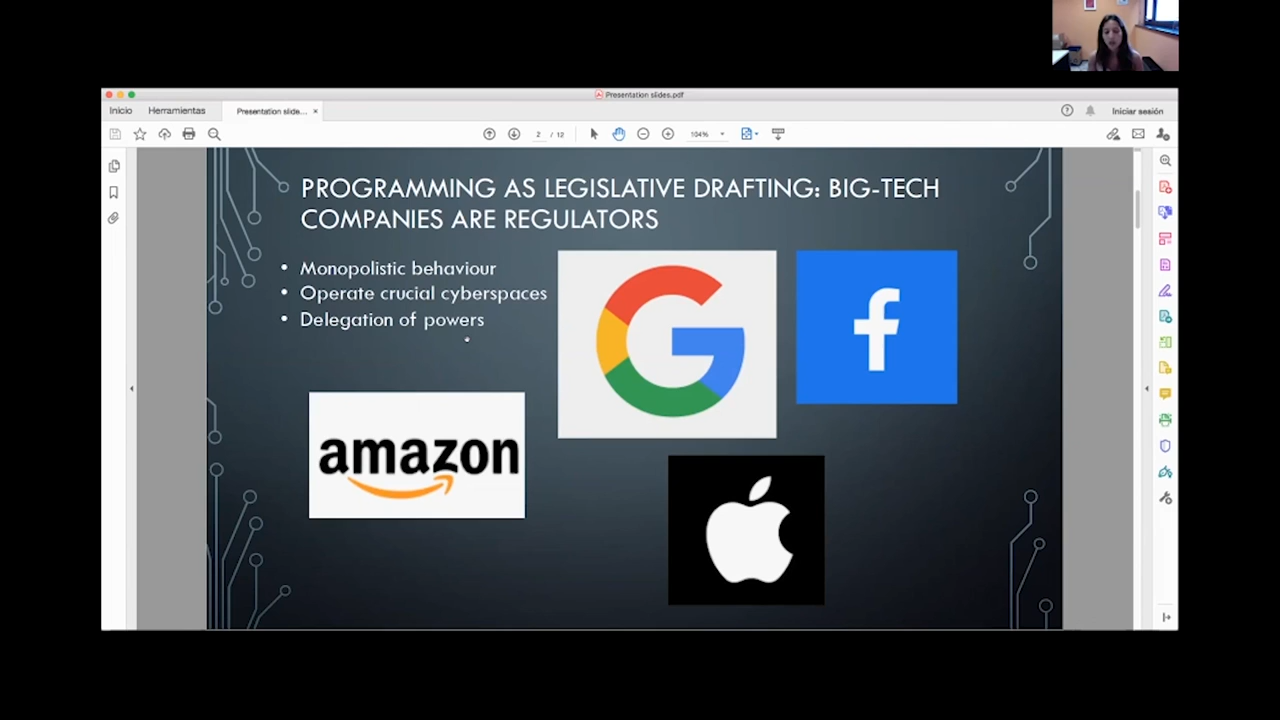 Presentation slides.pdf
Inicio Herramientas Presentation slide... × Iniciar sesión
2 / 12 104%
PROGRAMMING AS LEGISLATIVE DRAFTING: BIG-TECH
COMPANIES ARE REGULATORS
• Monopolistic behaviour
• Operate crucial cyberspaces
• Delegation of powers
amazon